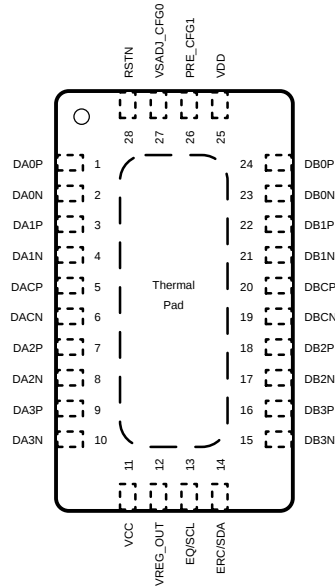 RSTN
VSADJ_CFG0
PRE_CFG1
VDD
28
27
26
25
DA0P 1
DA0N 2
DA1P 3
DA1N 4
DACP 5
DACN 6
DA2P 7
DA2N 8
DA3P 9
DA3N 10
Thermal
Pad
24 DB0P
23 DB0N
22 DB1P
21 DB1N
20 DBCP
19 DBCN
18 DB2P
17 DB2N
16 DB3P
15 DB3N
11
12
13
14
VCC
VREG_OUT
EQ/SCL
ERC/SDA